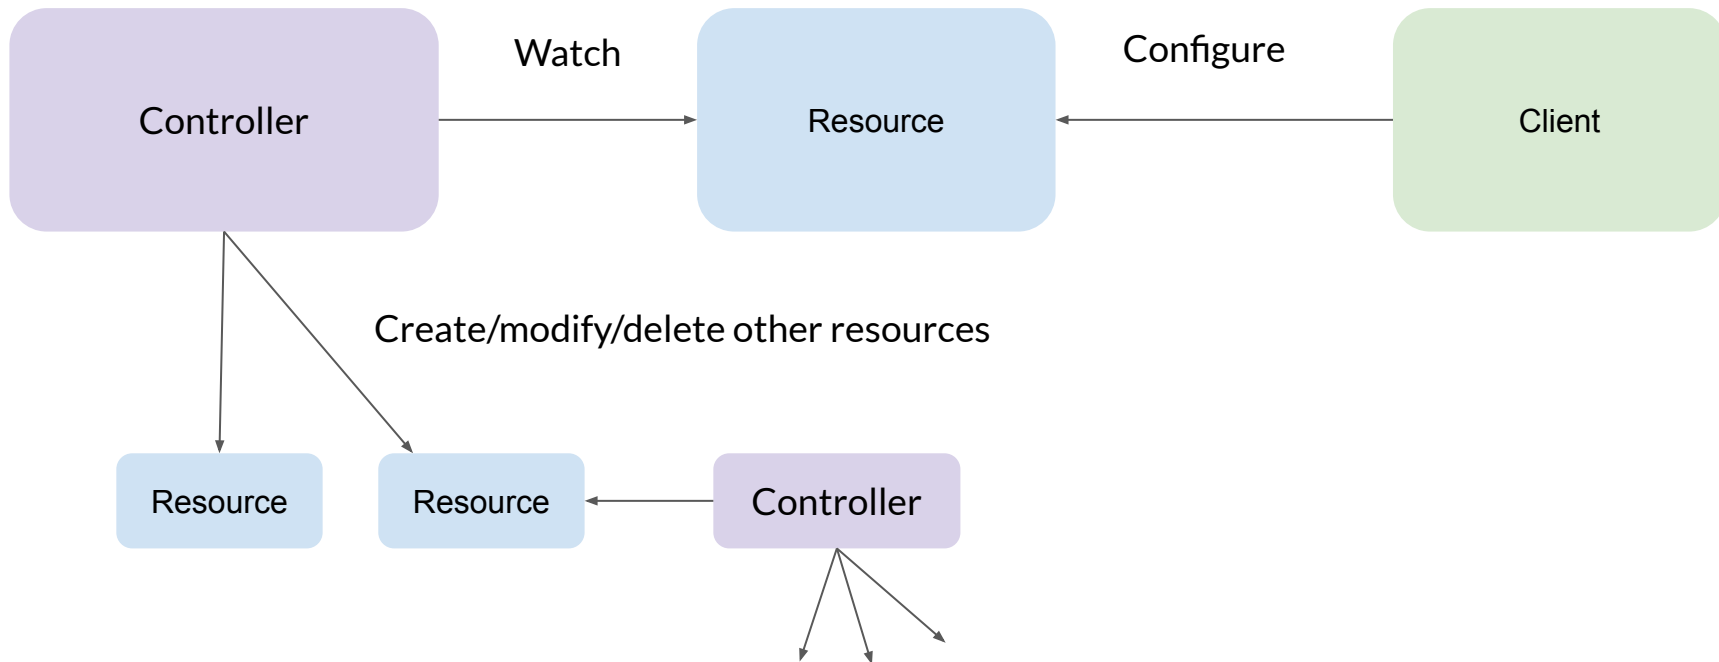 Watch
Configure
Controller
Resource
Client
Create/modify/delete other resources
Resource
Resource
Controller